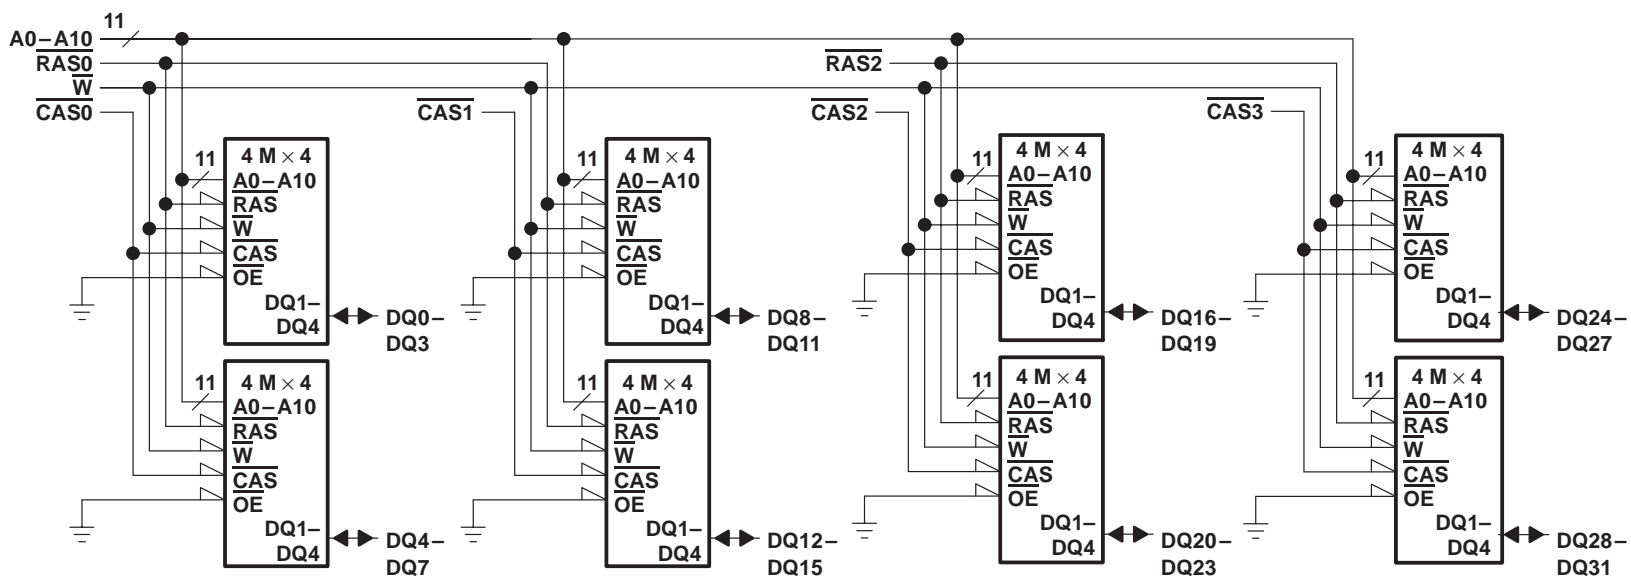 11
A0–A10
RAS0
RAS2
W
CAS0
CAS1
CAS2
CAS3
4 M × 4
11
A0–A10
RAS
W
CAS
OE
DQ1–
DQ4
DQ0–
DQ3
4 M × 4
11
A0–A10
RAS
W
CAS
OE
DQ1–
DQ4
DQ8–
DQ11
4 M × 4
11
A0–A10
RAS
W
CAS
OE
DQ1–
DQ4
DQ16–
DQ19
4 M × 4
11
A0–A10
RAS
W
CAS
OE
DQ1–
DQ4
DQ24–
DQ27
4 M × 4
11
A0–A10
RAS
W
CAS
OE
DQ1–
DQ4
DQ4–
DQ7
4 M × 4
11
A0–A10
RAS
W
CAS
OE
DQ1–
DQ4
DQ12–
DQ15
4 M × 4
11
A0–A10
RAS
W
CAS
OE
DQ1–
DQ4
DQ20–
DQ23
4 M × 4
11
A0–A10
RAS
W
CAS
OE
DQ1–
DQ4
DQ28–
DQ31